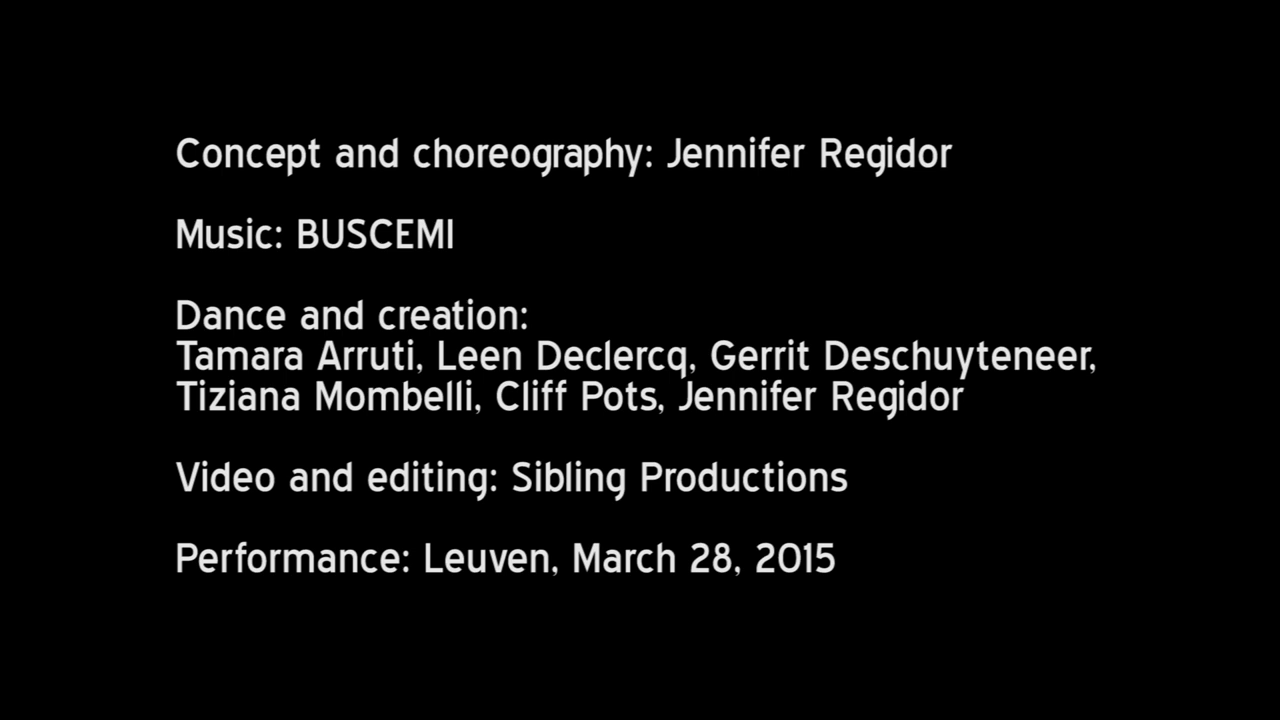 Concept and choreography: Jennifer Regidor
Music: BUSCEMI
Dance and creation:
Tamara Arruti, Leen Declercq, Gerrit Deschuyteneer,
Tiziana Mombelli, Cliff Pots, Jennifer Regidor
Video and editing: Sibling Productions
Performance: Leuven, March 28, 2015